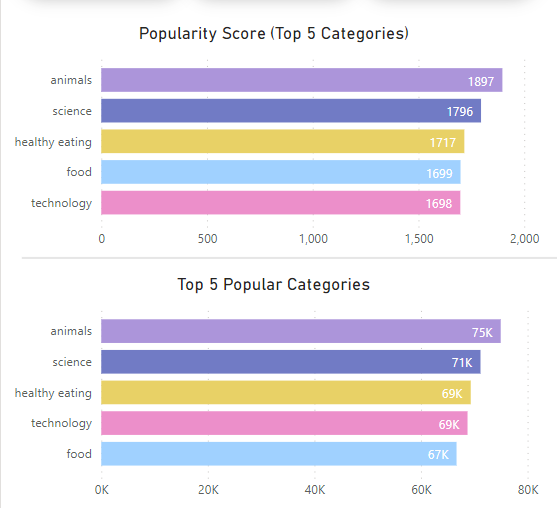 Popularity Score (Top 5 Categories)
animals 1897
science 1796
healthy eating 1717
food 1699
technology 1698
0 500 1,000 1,500 2,000
Top 5 Popular Categories
animals 75K
science 71K
healthy eating 69K
technology 69K
food 67K
0K 20K 40K 60K 80K